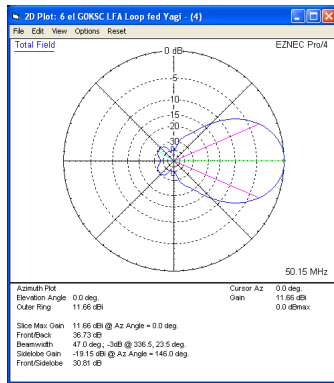 2D Plot: 6 el G0KSC LFA Loop fed Yagi - (4)
File Edit View Options Reset
Total Field
EZNEC Pro/4
0 dB
-5
-10
-15
-20
-30
50.15 MHz
Azimuth Plot
Elevation Angle 0.0 deg.
Outer Ring 11.66 dBi
Cursor Az 0.0 deg.
Gain 11.66 dBi
0.0 dBmax
Slice Max Gain 11.66 dBi @ Az Angle = 0.0 deg.
Front/Back 36.73 dB
Beamwidth 47.0 deg.; -3dB @ 336.5, 23.5 deg.
Sidelobe Gain -19.15 dBi @ Az Angle = 146.0 deg.
Front/Sidelobe 30.81 dB